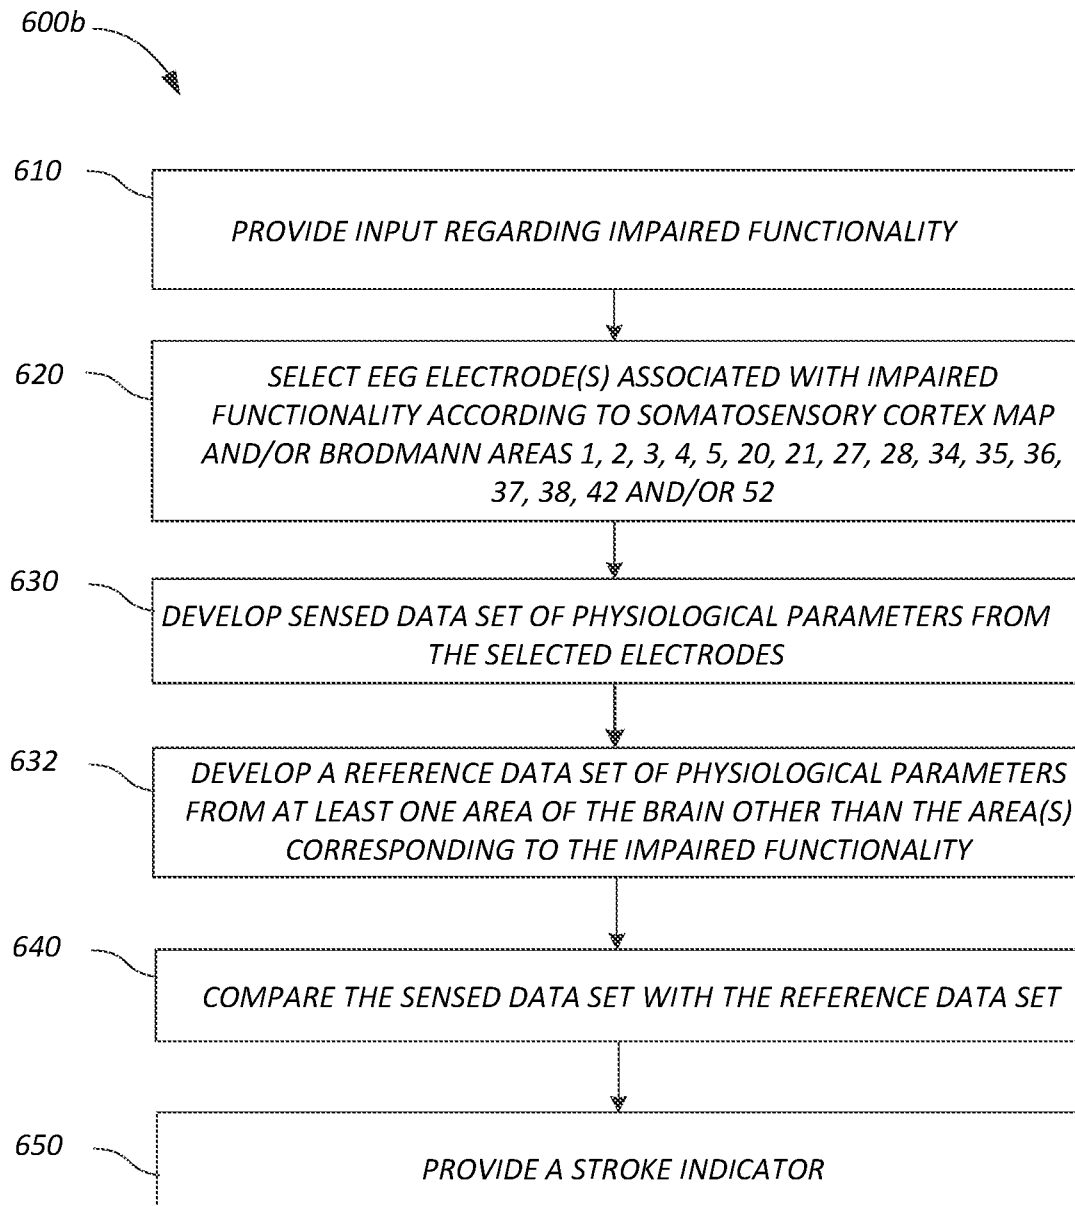 600b
610
PROVIDE INPUT REGARDING IMPAIRED FUNCTIONALITY
620
SELECT EEG ELECTRODE(S) ASSOCIATED WITH IMPAIRED
FUNCTIONALITY ACCORDING TO SOMATOSENSORY CORTEX MAP
AND/OR BRODMANN AREAS 1, 2, 3, 4, 5, 20, 21, 27, 28, 34, 35, 36,
37, 38, 42 AND/OR 52
630
DEVELOP SENSED DATA SET OF PHYSIOLOGICAL PARAMETERS FROM
THE SELECTED ELECTRODES
632
DEVELOP A REFERENCE DATA SET OF PHYSIOLOGICAL PARAMETERS
FROM AT LEAST ONE AREA OF THE BRAIN OTHER THAN THE AREA(S)
CORRESPONDING TO THE IMPAIRED FUNCTIONALITY
640
COMPARE THE SENSED DATA SET WITH THE REFERENCE DATA SET
650
PROVIDE A STROKE INDICATOR